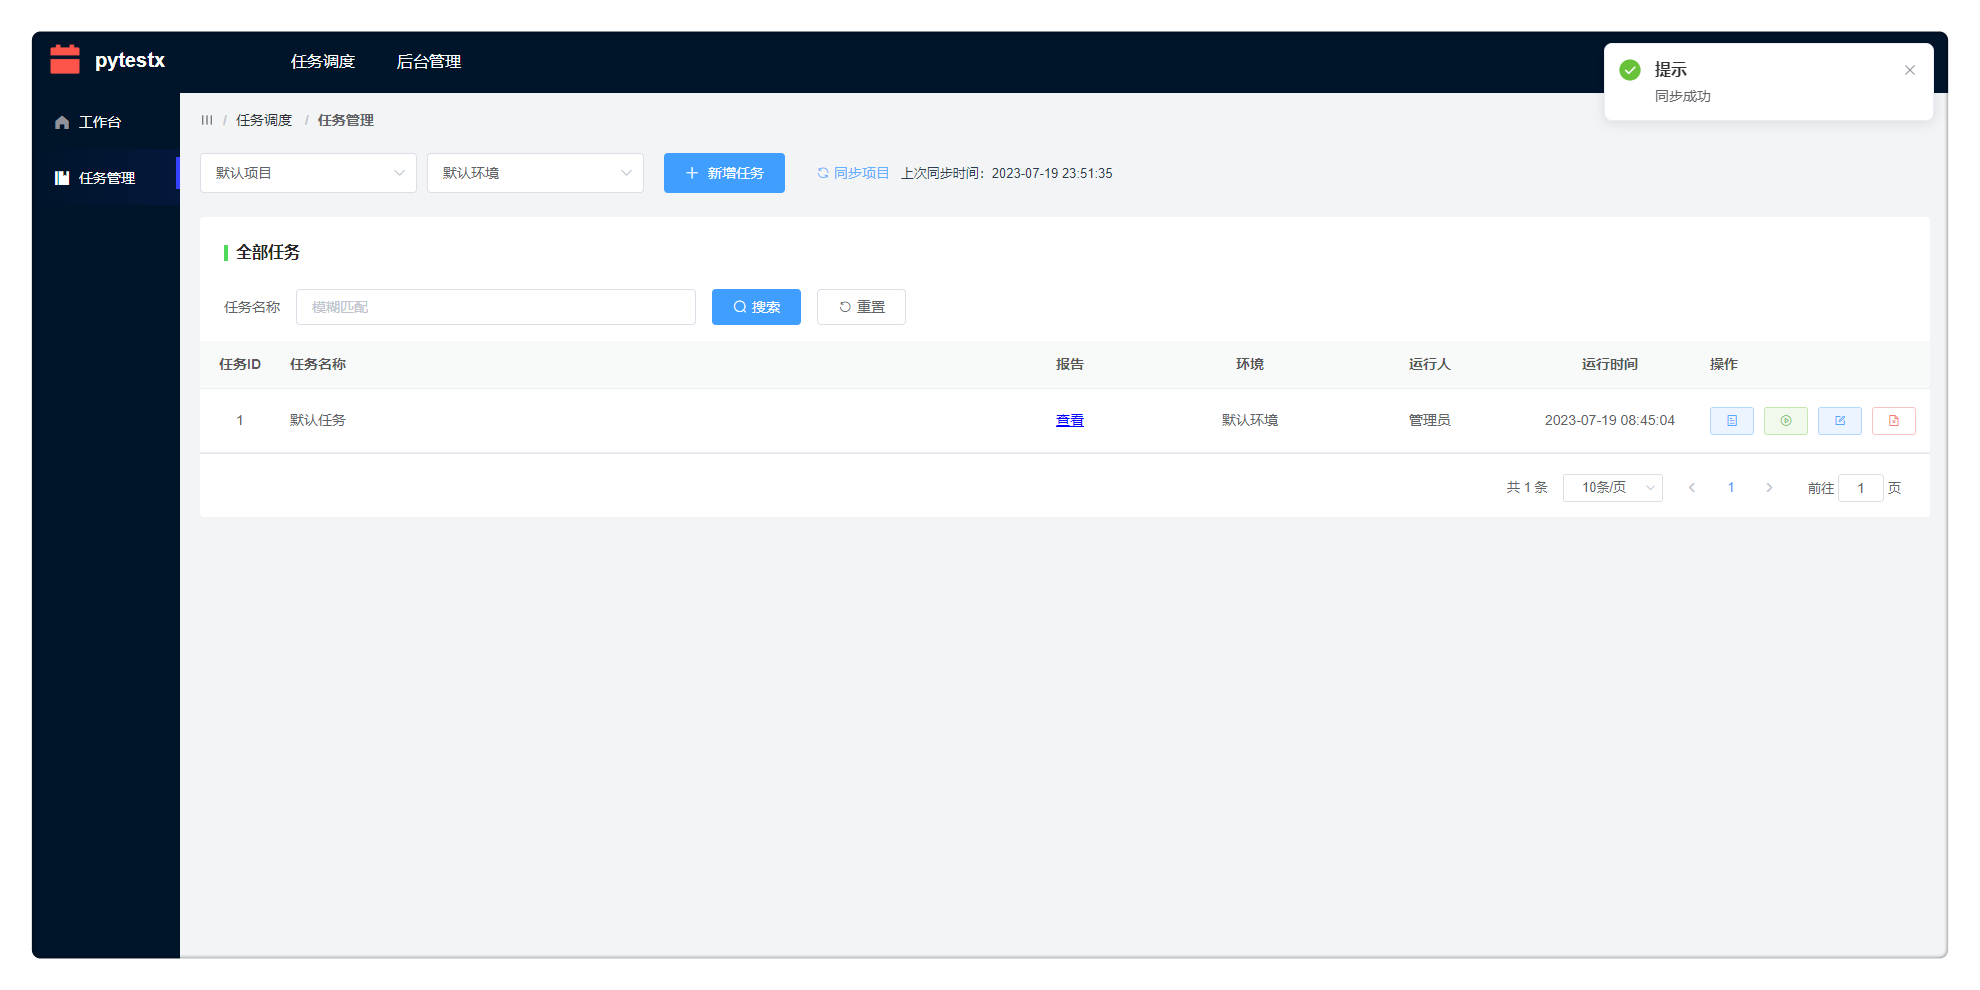 pytestx
任务调度 后台管理
提示
同步成功
工作台
任务管理
/ 任务调度 / 任务管理
默认项目 默认环境 新增任务 同步项目 上次同步时间：2023-07-19 23:51:35
全部任务
任务名称 模糊匹配 搜索 重置
任务ID 任务名称 报告 环境 运行人 运行时间 操作
1 默认任务 查看 默认环境 管理员 2023-07-19 08:45:04
共 1 条 10条/页 1 前往 1 页